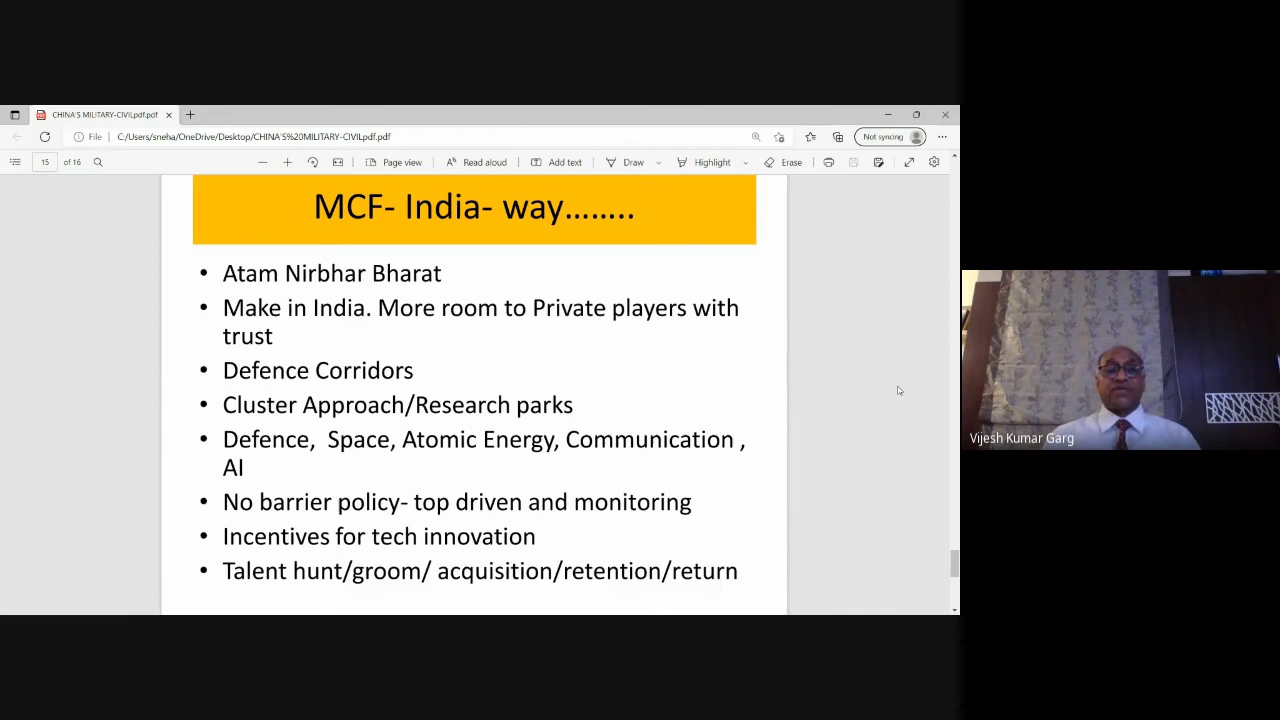 CHINA'S MILITARY-CIVILpdf.pdf
File
C:/Users/sneha/OneDrive/Desktop/CHINA'S%20MILITARY-CIVILpdf.pdf
Not syncing
15 of 16
Page view
Read aloud
Add text
Draw
Highlight
Erase
MCF- India- way……..
• Atam Nirbhar Bharat
• Make in India. More room to Private players with
trust
• Defence Corridors
• Cluster Approach/Research parks
• Defence, Space, Atomic Energy, Communication ,
AI
• No barrier policy- top driven and monitoring
• Incentives for tech innovation
• Talent hunt/groom/ acquisition/retention/return
Vijesh Kumar Garg